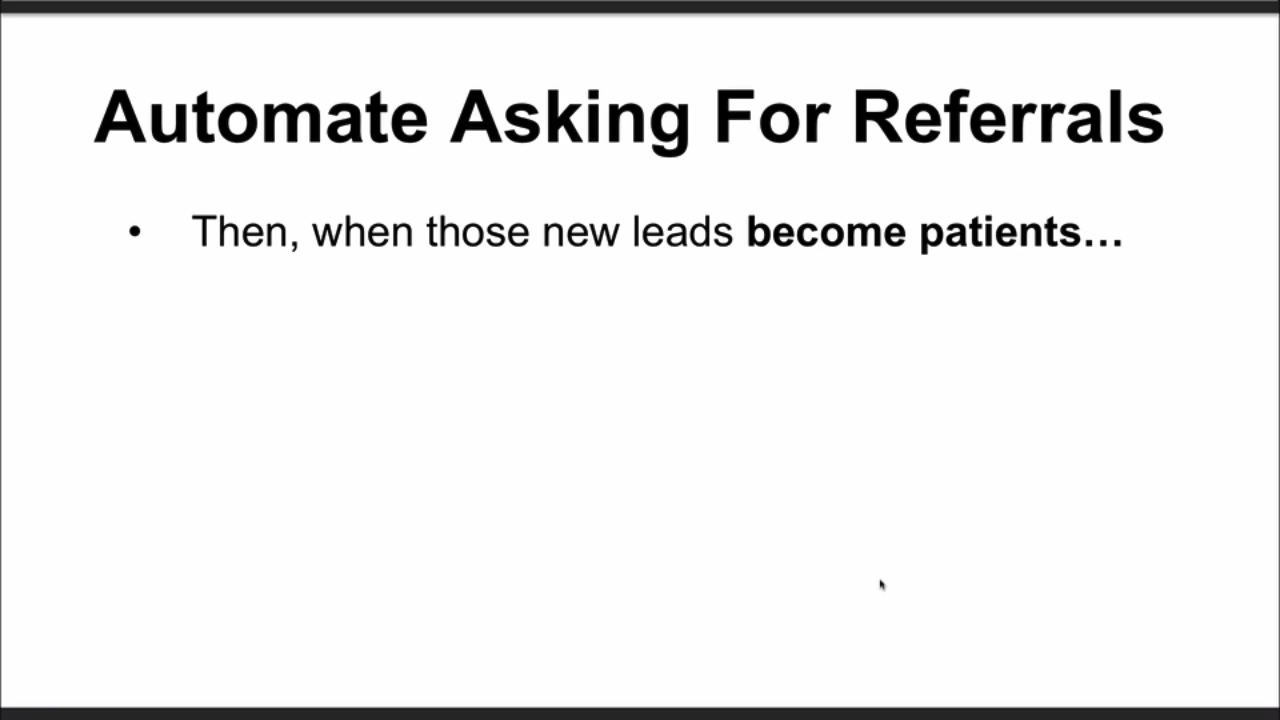 Automate Asking For Referrals
• Then, when those new leads become patients…